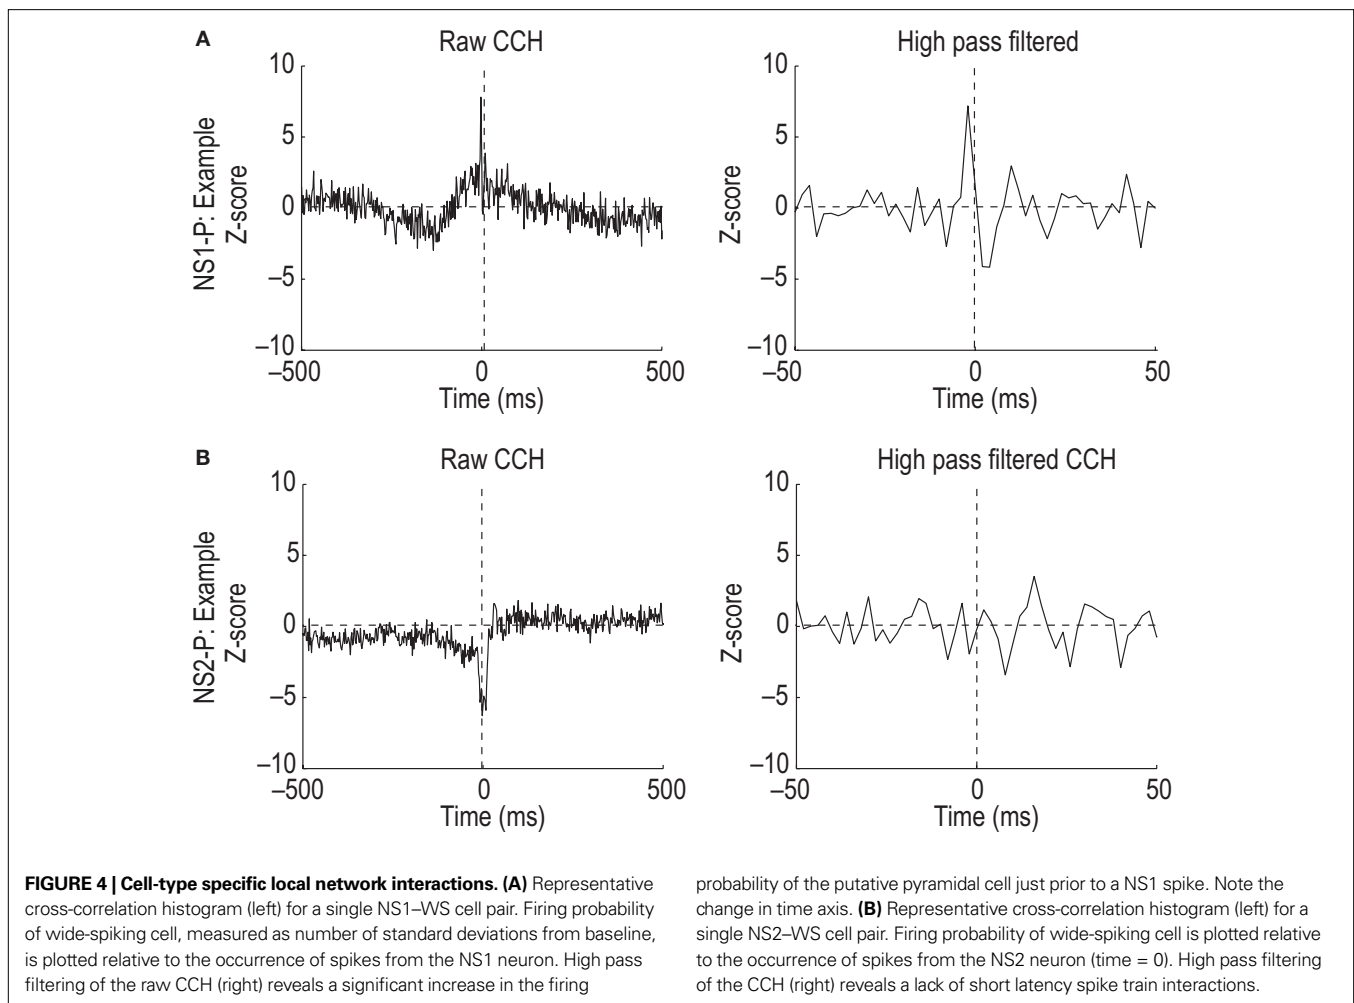 A
Raw CCH
High pass filtered
NS1-P: Example
Z-score
10
5
0
–5
–10
–500
0
500
Time (ms)
Z-score
10
5
0
–5
–10
–50
0
50
Time (ms)
B
Raw CCH
High pass filtered CCH
NS2-P: Example
Z-score
10
5
0
–5
–10
–500
0
500
Time (ms)
Z-score
10
5
0
–5
–10
–50
0
50
Time (ms)
FIGURE 4 | Cell-type specific local network interactions. (A) Representative
cross-correlation histogram (left) for a single NS1–WS cell pair. Firing probability
of wide-spiking cell, measured as number of standard deviations from baseline,
is plotted relative to the occurrence of spikes from the NS1 neuron. High pass
filtering of the raw CCH (right) reveals a significant increase in the firing
probability of the putative pyramidal cell just prior to a NS1 spike. Note the
change in time axis. (B) Representative cross-correlation histogram (left) for a
single NS2–WS cell pair. Firing probability of wide-spiking cell is plotted relative
to the occurrence of spikes from the NS2 neuron (time = 0). High pass filtering
of the CCH (right) reveals a lack of short latency spike train interactions.